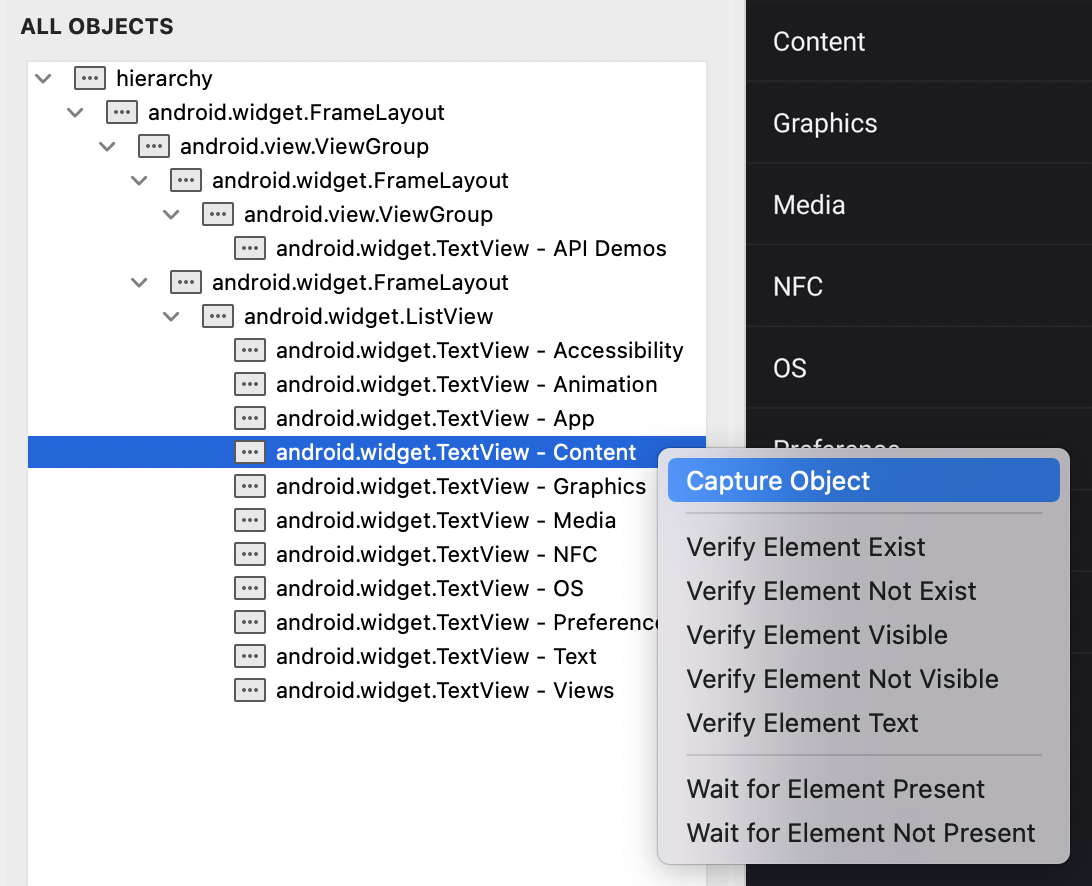 ALL OBJECTS
hierarchy
android.widget.FrameLayout
android.view.ViewGroup
android.widget.FrameLayout
android.view.ViewGroup
android.widget.TextView - API Demos
android.widget.FrameLayout
android.widget.ListView
android.widget.TextView - Accessibility
android.widget.TextView - Animation
android.widget.TextView - App
android.widget.TextView - Content
android.widget.TextView - Graphics
android.widget.TextView - Media
android.widget.TextView - NFC
android.widget.TextView - OS
android.widget.TextView - Preference
android.widget.TextView - Text
android.widget.TextView - Views
Content
Graphics
Media
NFC
OS
Preference
Capture Object
Verify Element Exist
Verify Element Not Exist
Verify Element Visible
Verify Element Not Visible
Verify Element Text
Wait for Element Present
Wait for Element Not Present